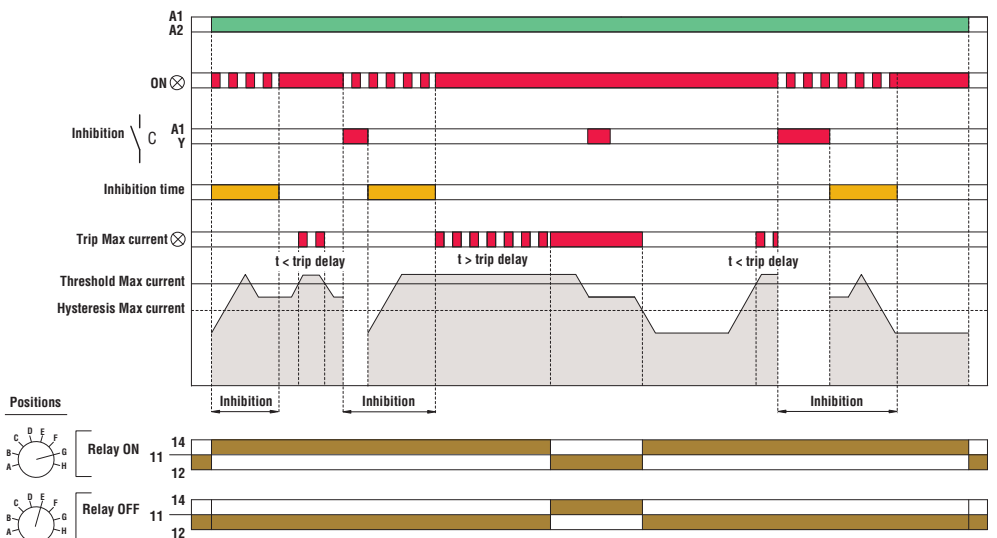 A1
A2
ON
Inhibition C A1
Y
Inhibition time
Trip Max current
t < trip delay t > trip delay t < trip delay
Threshold Max current
Hysteresis Max current
Inhibition Inhibition Inhibition
Positions
A B C D E F G H
Relay ON 11 14
12
A B C D E F G H
Relay OFF 11 14
12